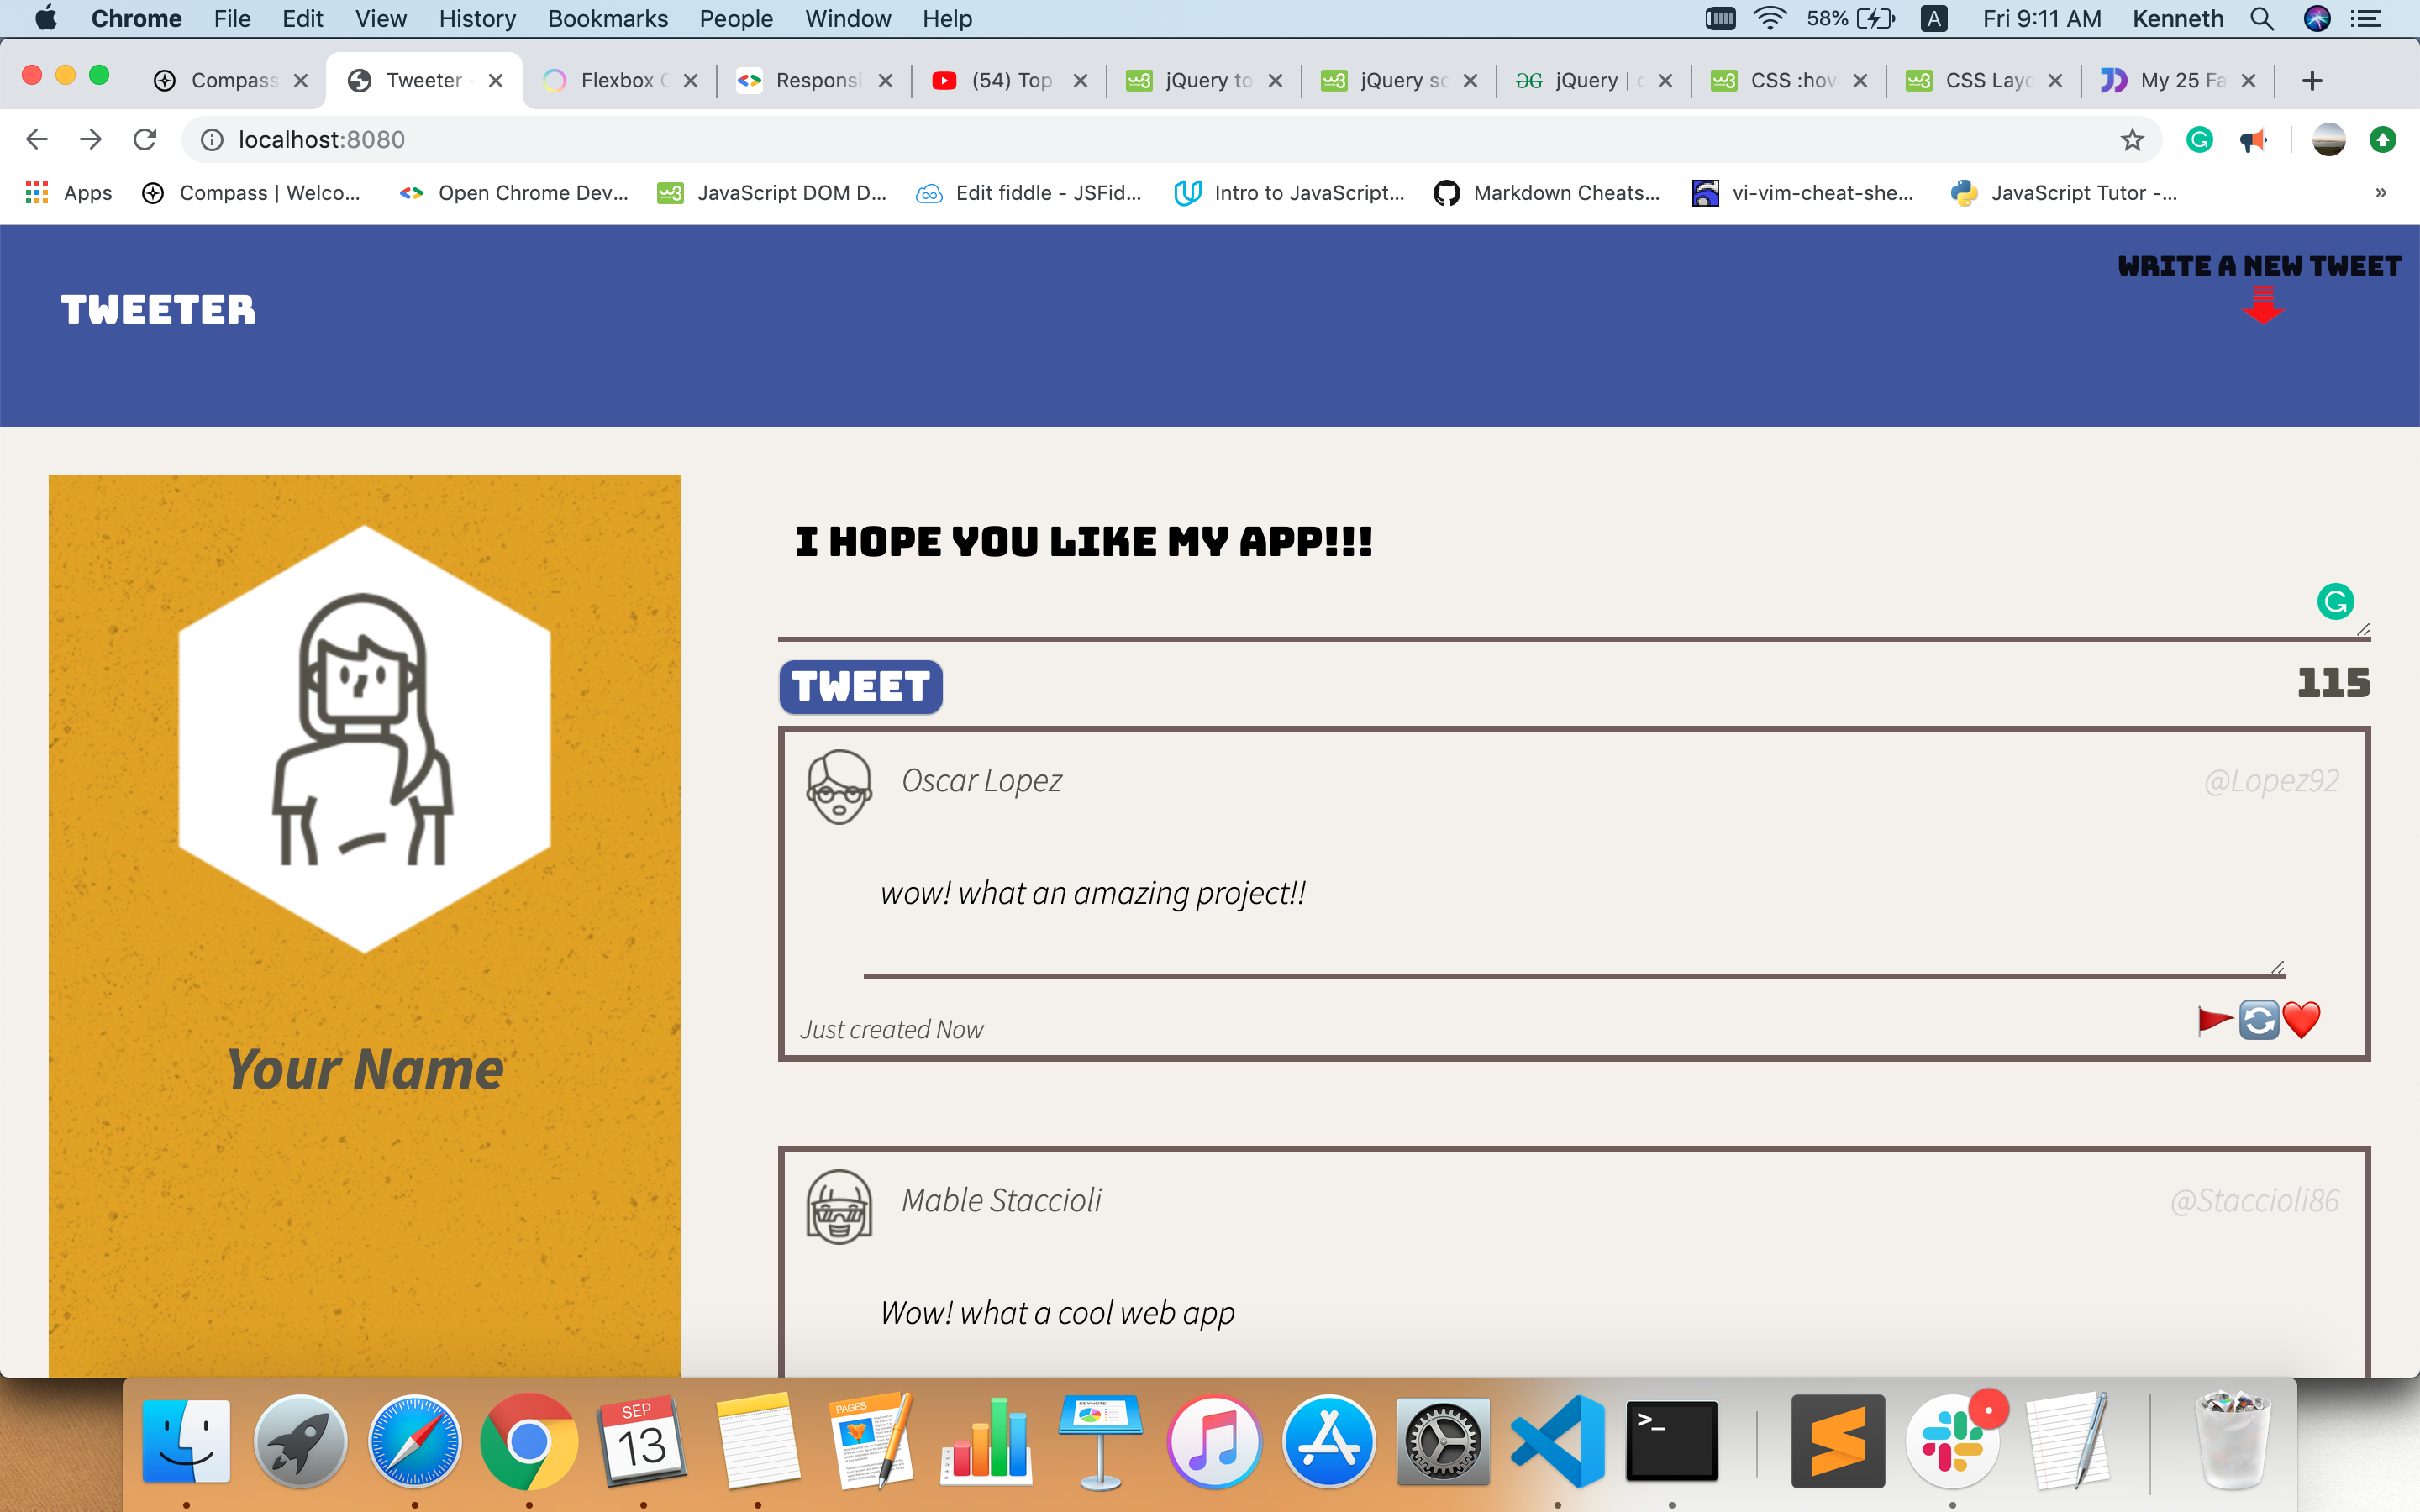 Chrome File Edit View History Bookmarks People Window Help 58% A Fri 9:11 AM Kenneth
Compass Tweeter - Flexbox C Responsi (54) Top jQuery to jQuery sc jQuery | c CSS :hov CSS Layo My 25 Fa
localhost:8080
Apps Compass | Welco... Open Chrome Dev... JavaScript DOM D... Edit fiddle - JSFid... Intro to JavaScript... Markdown Cheats... vi-vim-cheat-she... JavaScript Tutor -... »
WRITE A NEW TWEET
TWEETER
I HOPE YOU LIKE MY APP!!!
TWEET 115
Oscar Lopez @Lopez92
wow! what an amazing project!!
Just created Now
Your Name
Mable Staccioli @Staccioli86
Wow! what a cool web app
SEP
13
PAGES
KEYNOTE
>_